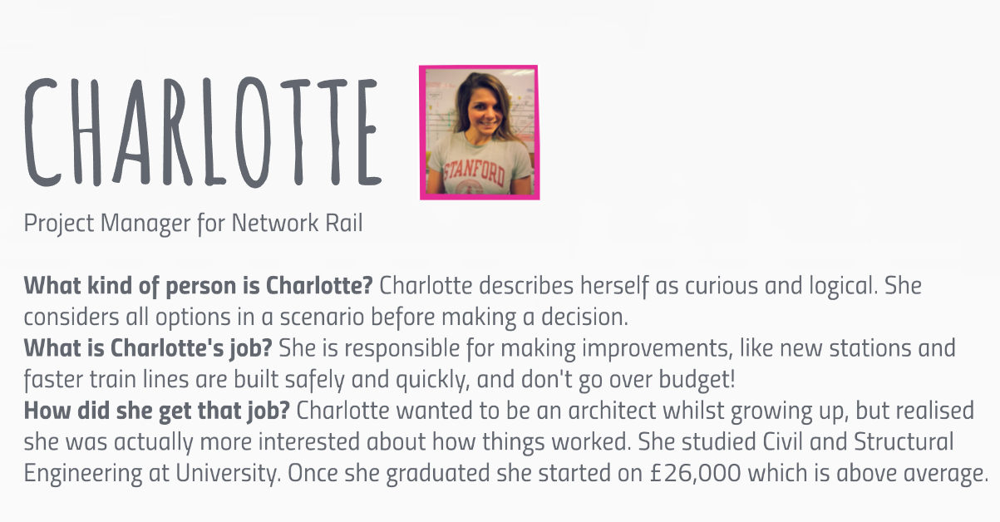 CHARLOTTE
STANFORD
Project Manager for Network Rail
What kind of person is Charlotte? Charlotte describes herself as curious and logical. She
considers all options in a scenario before making a decision.
What is Charlotte's job? She is responsible for making improvements, like new stations and
faster train lines are built safely and quickly, and don't go over budget!
How did she get that job? Charlotte wanted to be an architect whilst growing up, but realised
she was actually more interested about how things worked. She studied Civil and Structural
Engineering at University. Once she graduated she started on £26,000 which is above average.